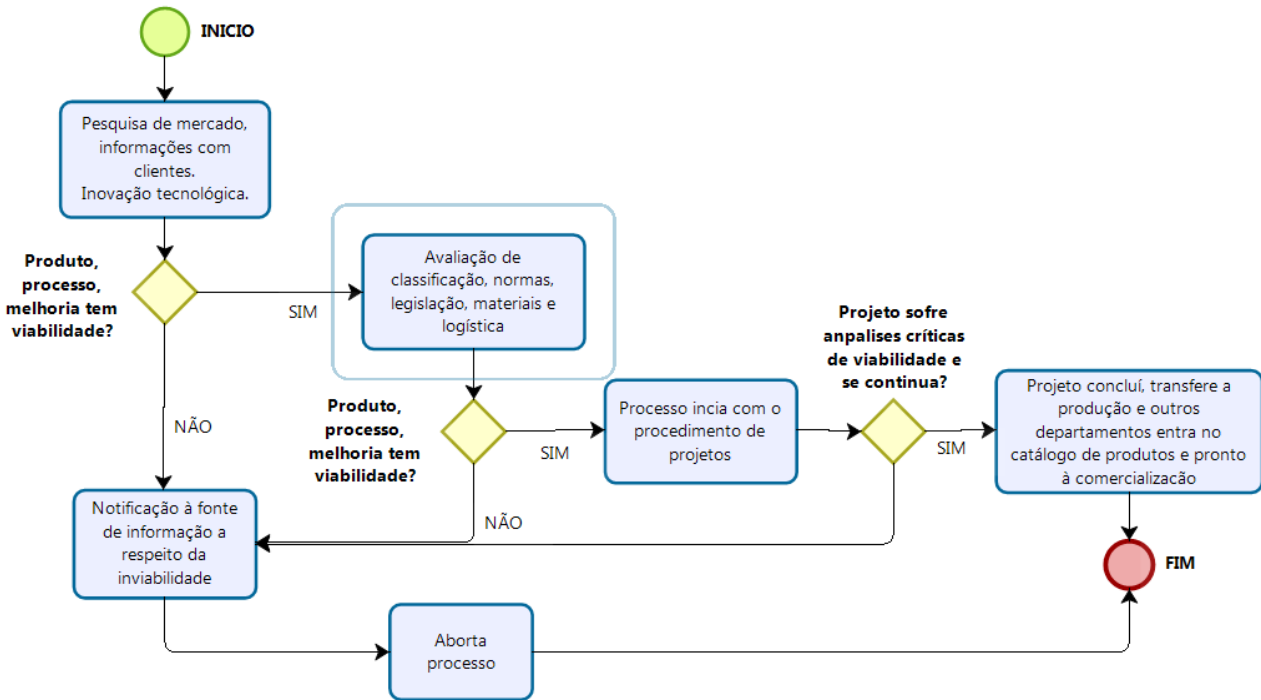 INICIO
Pesquisa de mercado,
informações com
clientes.
Inovação tecnológica.
Produto,
processo,
melhoria tem
viabilidade?
SIM
NÃO
Avaliação de
classificação, normas,
legislação, materiais e
logística
Produto,
processo,
melhoria tem
viabilidade?
SIM
NÃO
Processo incia com o
procedimento de
projetos
Projeto sofre
anpalises críticas
de viabilidade e
se continua?
SIM
Projeto concluí, transfere a
produção e outros
departamentos entra no
catálogo de produtos e pronto
à comercializacão
Notificação à fonte
de informação a
respeito da
inviabilidade
Aborta
processo
FIM